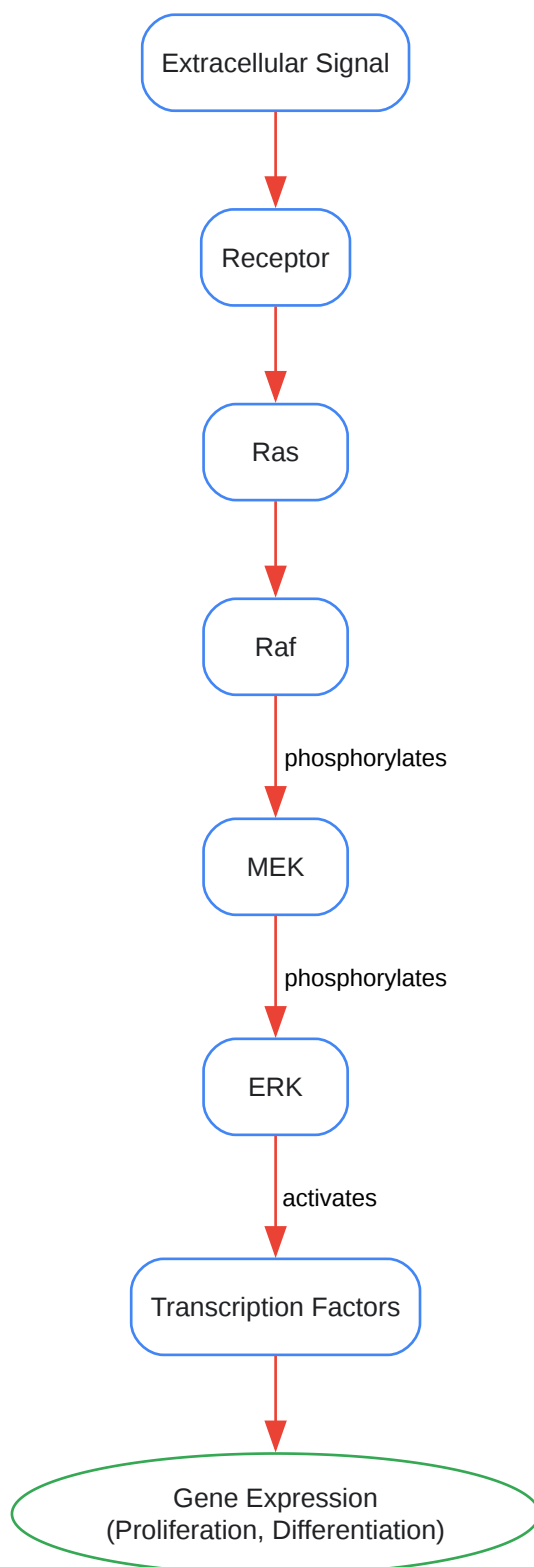 Extracellular Signal
Receptor
Ras
Raf
phosphorylates
MEK
phosphorylates
ERK
activates
Transcription Factors
Gene Expression
(Proliferation, Differentiation)